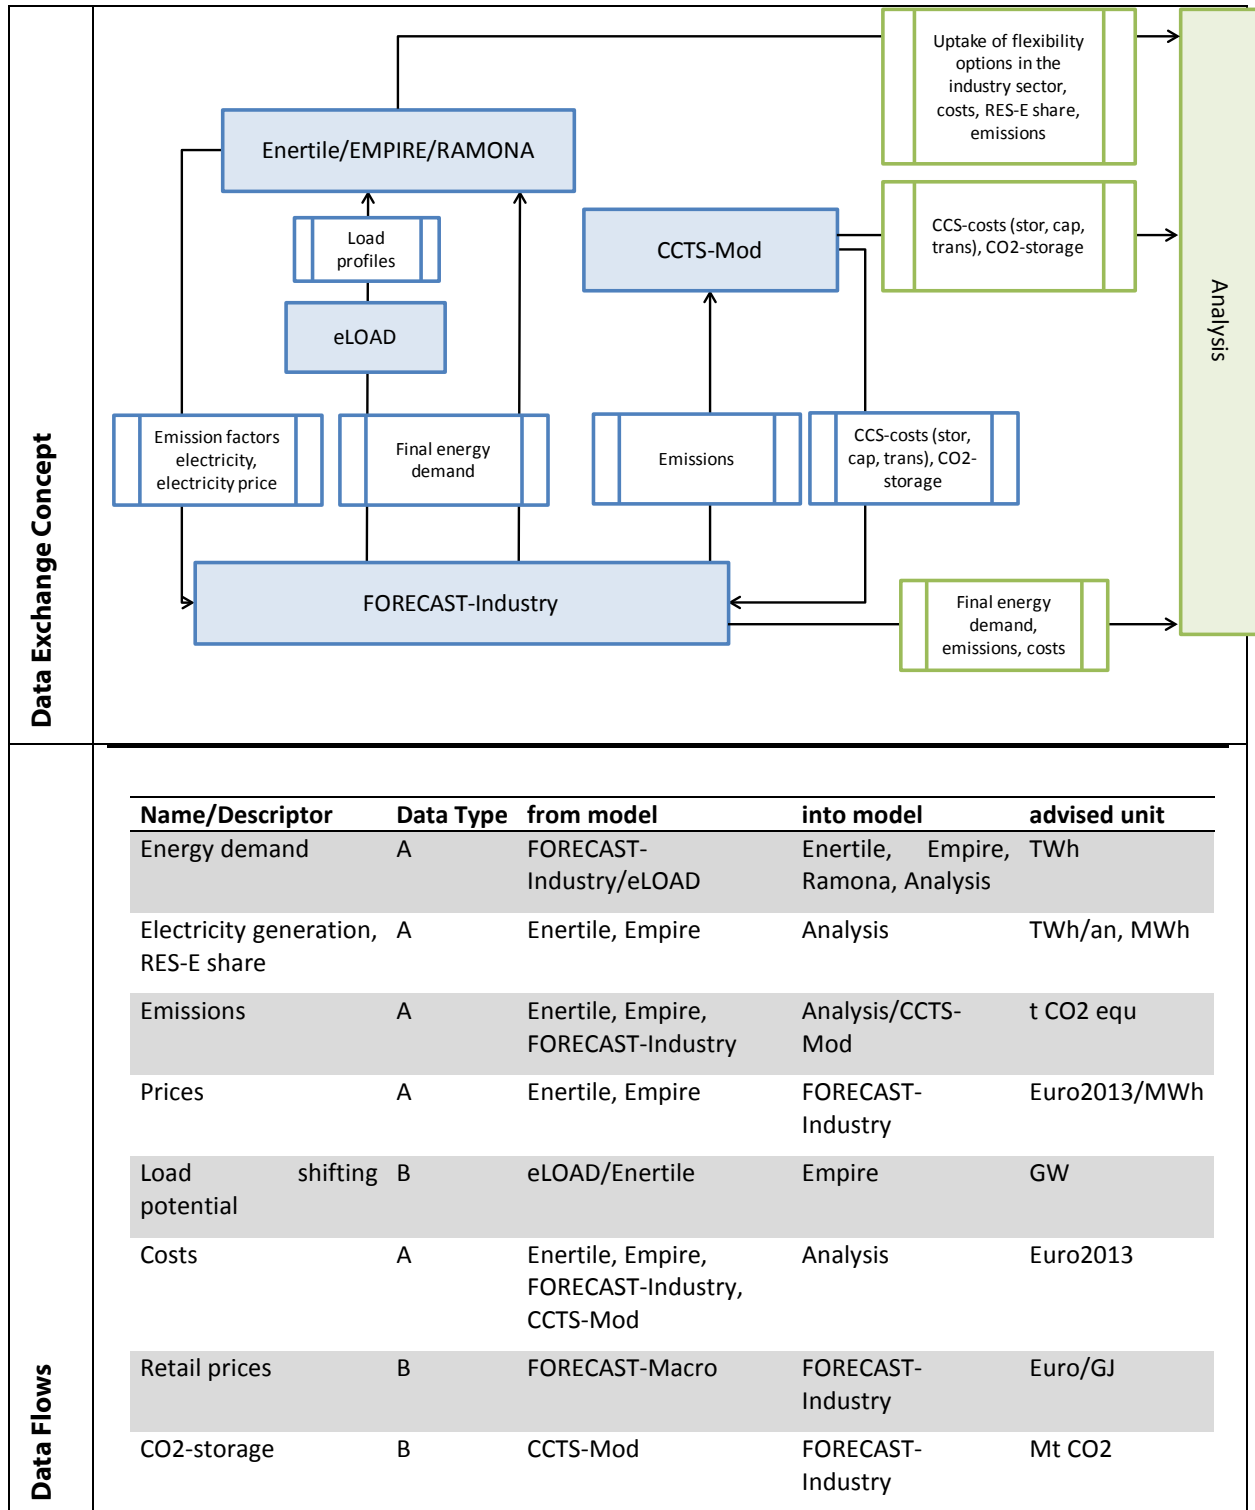 Data Exchange Concept
Uptake of flexibility
options in the
industry sector,
costs, RES-E share,
emissions
Enertile/EMPIRE/RAMONA
Load
profiles
CCTS-Mod
CCS-costs (stor, cap,
trans), CO2-storage
Analysis
eLOAD
Emission factors
electricity,
electricity price
Final energy
demand
Emissions
CCS-costs (stor,
cap, trans), CO2-
storage
FORECAST-Industry
Final energy
demand,
emissions, costs
Data Flows
Name/Descriptor Data Type from model into model advised unit
Energy demand A FORECAST- Enertile, Empire, TWh
Industry/eLOAD Ramona, Analysis
Electricity generation, A Enertile, Empire Analysis TWh/an, MWh
RES-E share
Emissions A Enertile, Empire, Analysis/CCTS- t CO2 equ
FORECAST-Industry Mod
Prices A Enertile, Empire FORECAST- Euro2013/MWh
Industry
Load shifting B eLOAD/Enertile Empire GW
potential
Costs A Enertile, Empire, Analysis Euro2013
FORECAST-Industry,
CCTS-Mod
Retail prices B FORECAST-Macro FORECAST- Euro/GJ
Industry
CO2-storage B CCTS-Mod FORECAST- Mt CO2
Industry